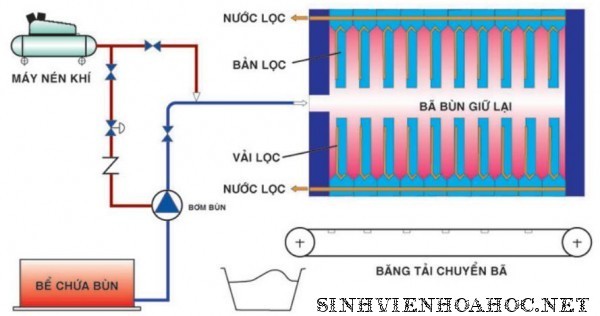 NƯỚC LỌC
MÁY NÉN KHÍ
BẢN LỌC
BÃ BÙN GIỮ LẠI
VẢI LỌC
NƯỚC LỌC
BƠM BÙN
BỂ CHỨA BÙN
BĂNG TẢI CHUYỂN BÃ
SINHVIENHOAHOC.NET